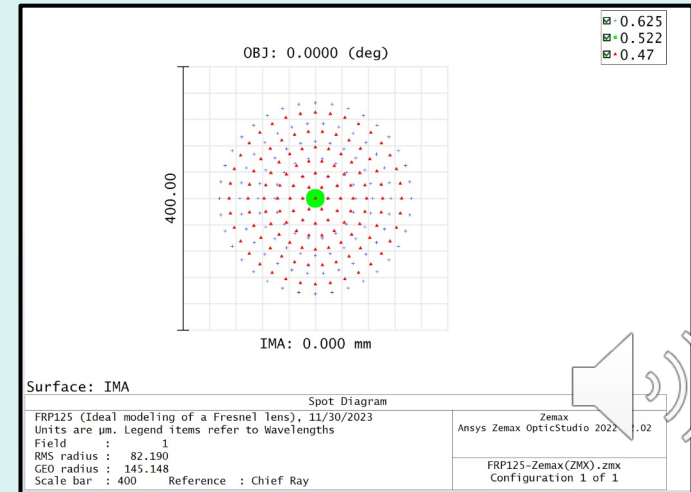 0.625
0.522
0.47
OBJ: 0.0000 (deg)
400.00
IMA: 0.000 mm
Surface: IMA
Spot Diagram
FRP125 (Ideal modeling of a Fresnel lens), 11/30/2023
Units are µm. Legend items refer to Wavelengths
Field : 1
RMS radius : 82.190
GEO radius : 145.148
Scale bar : 400 Reference : Chief Ray
Zemax
Ansys Zemax OpticStudio
FRP125-Zemax(ZMX).zmx
Configuration 1 of 1